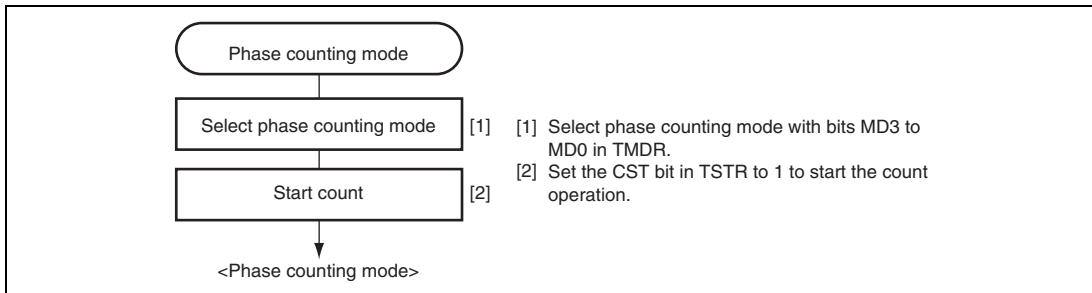 Phase counting mode
Select phase counting mode
[1]
Start count
[2]
<Phase counting mode>
[1] Select phase counting mode with bits MD3 to
MD0 in TMDR.
[2] Set the CST bit in TSTR to 1 to start the count
operation.